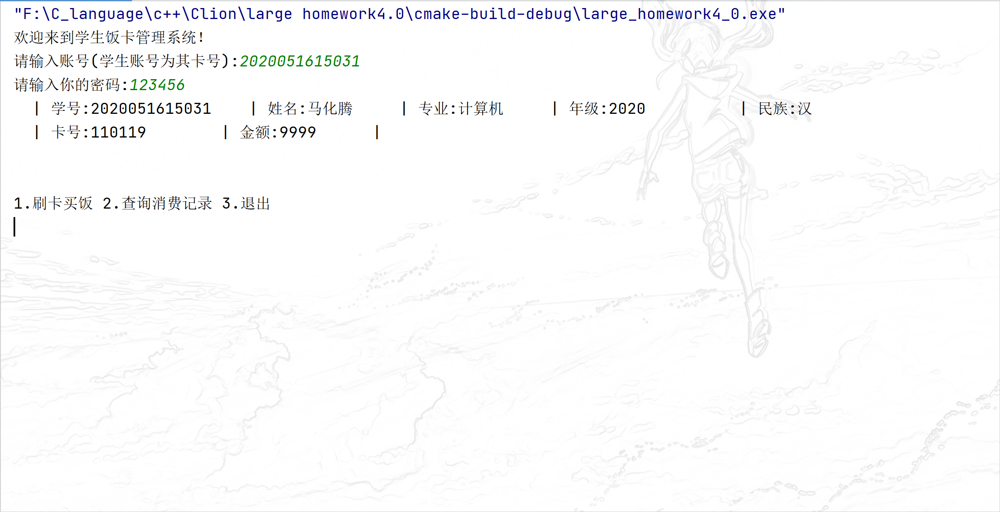 "F:\C_language\c++\Clion\large homework4.0\cmake-build-debug\large_homework4_0.exe"
欢迎来到学生饭卡管理系统!
请输入账号(学生账号为其卡号):2020051615031
请输入你的密码:123456
| 学号:2020051615031 | 姓名:马化腾 | 专业:计算机 | 年级:2020 | 民族:汉
| 卡号:110119 | 金额:9999 |
1.刷卡买饭 2.查询消费记录 3.退出